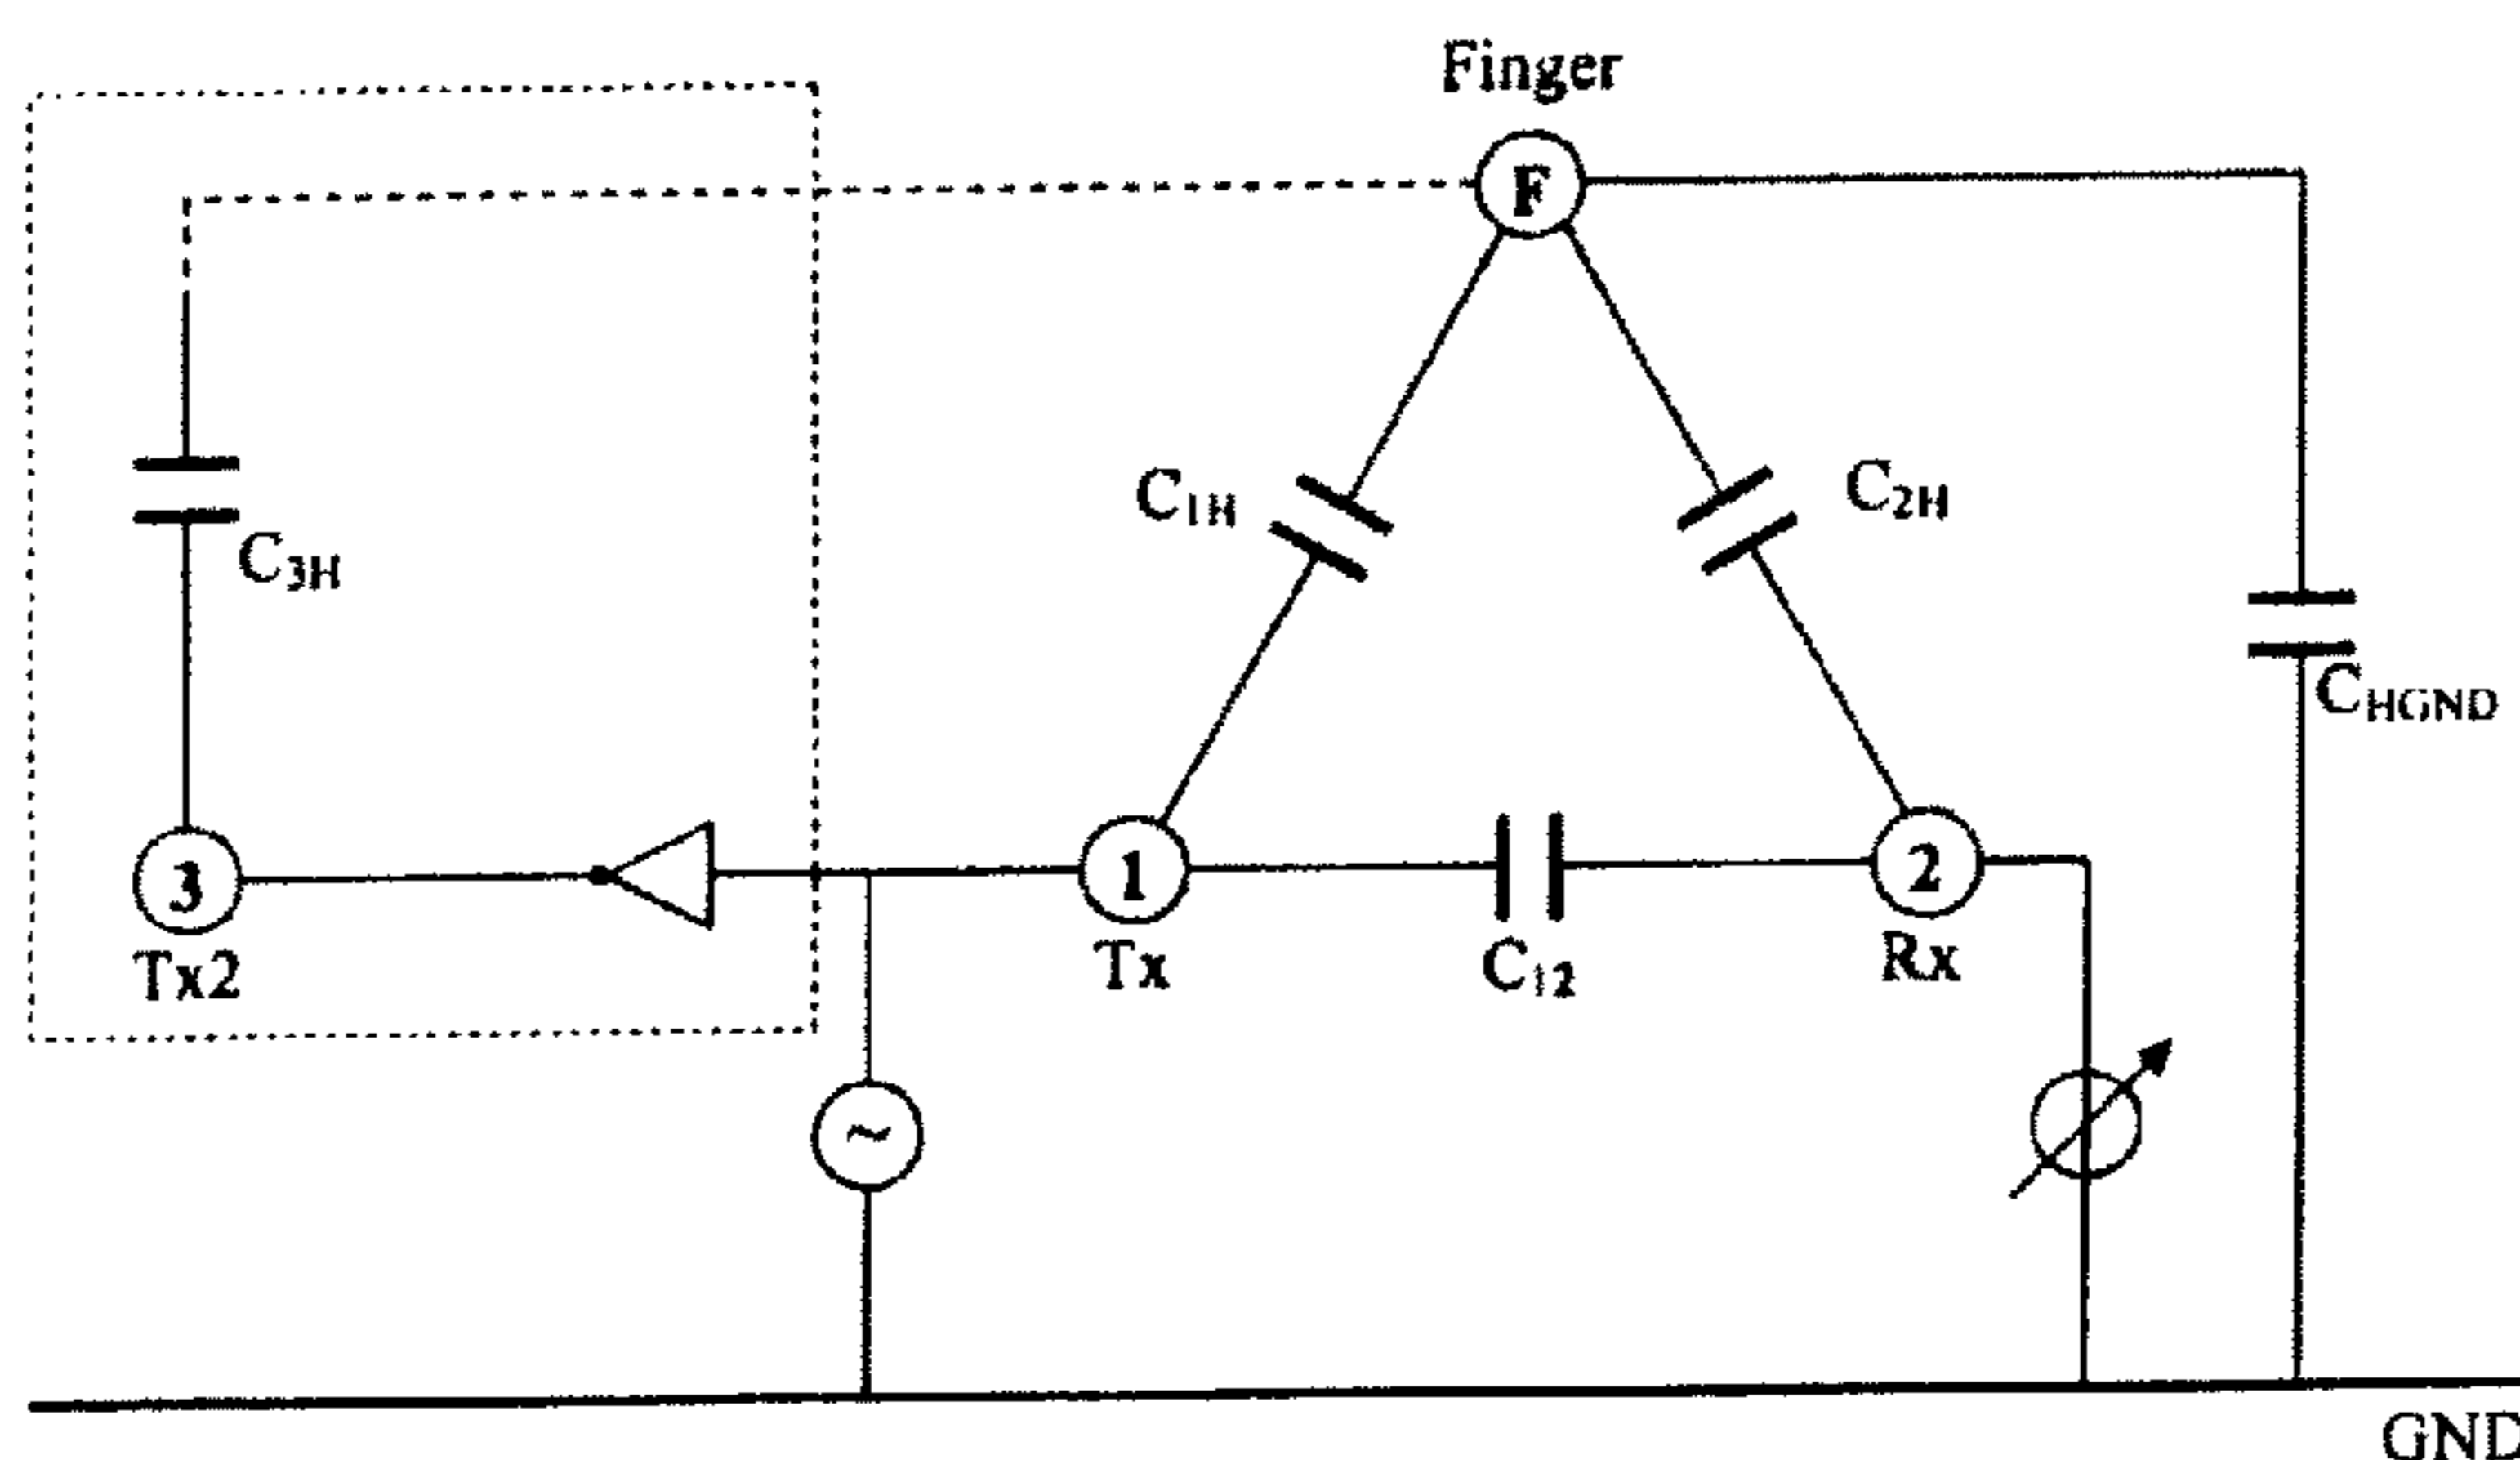 Finger
F
C1H
C2H
C3H
CHGND
3
1
2
Tx2
Tx
C12
Rx
~
GND